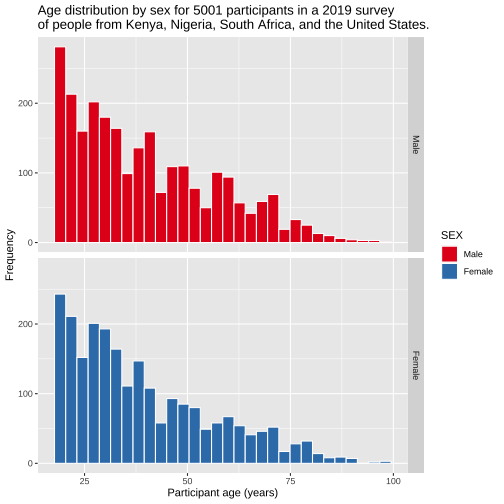 Age distribution by sex for 5001 participants in a 2019 survey
of people from Kenya, Nigeria, South Africa, and the United States.
200
100
0
Male
Frequency
SEX
Male
Female
200
100
0
Female
25 50 75 100
Participant age (years)